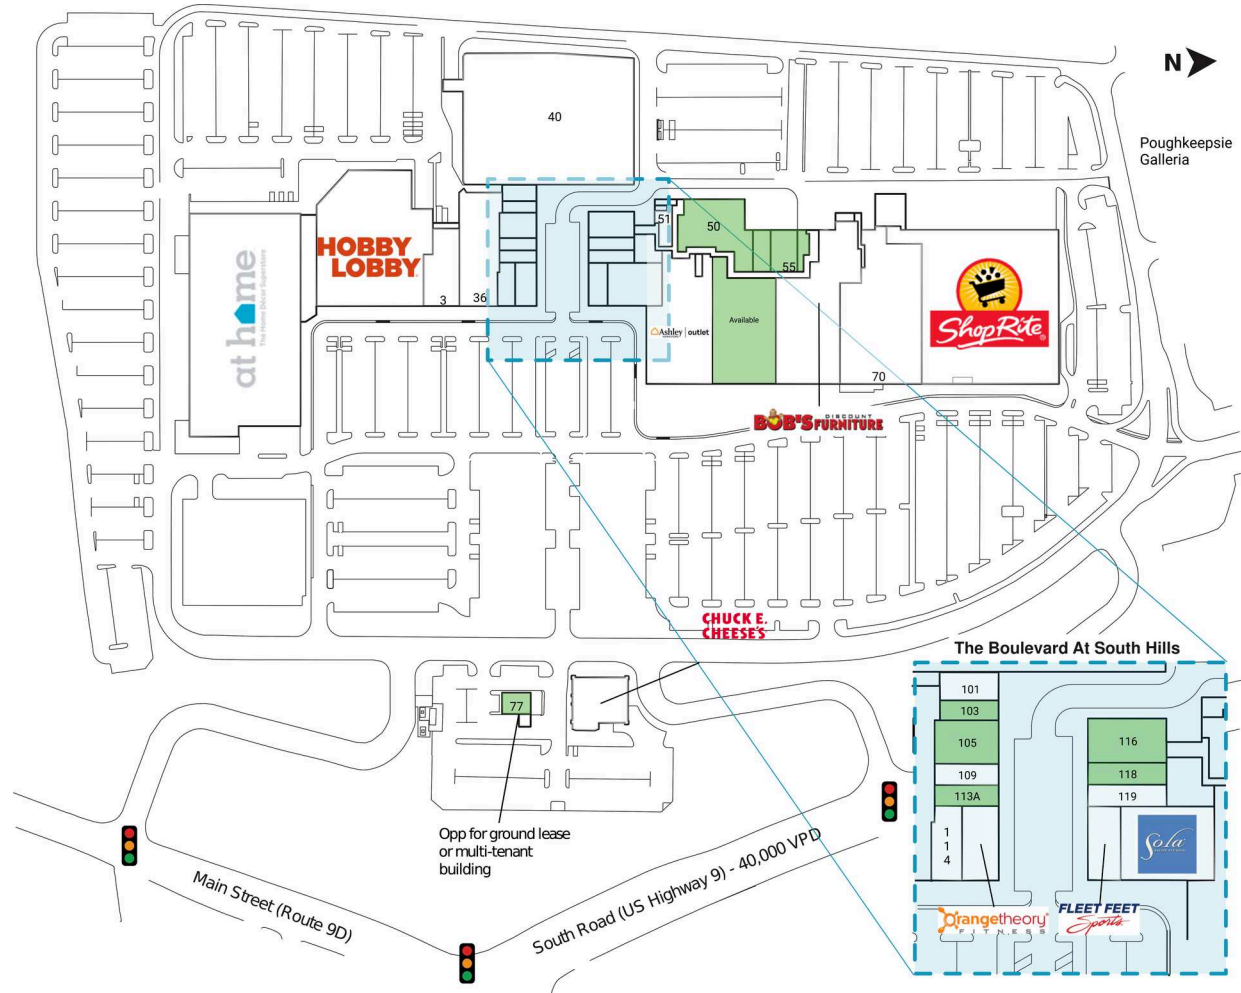 N
40
Poughkeepsie
Galleria
51
50
55
HOBBY
LOBBY
at home
The Home Décor Superstore
3
36
Available
Ashley outlet
ShopRite
70
BOB'S DISCOUNT
FURNITURE
CHUCK E.
CHEESE'S
The Boulevard At South Hills
77
101
103
105
109
113A
1
1
4
116
118
119
Sola
Opp for ground lease
or multi-tenant
building
orangetheory
FITNESS
FLEET FEET
Sports
Main Street (Route 9D)
South Road (US Highway 9) - 40,000 VPD